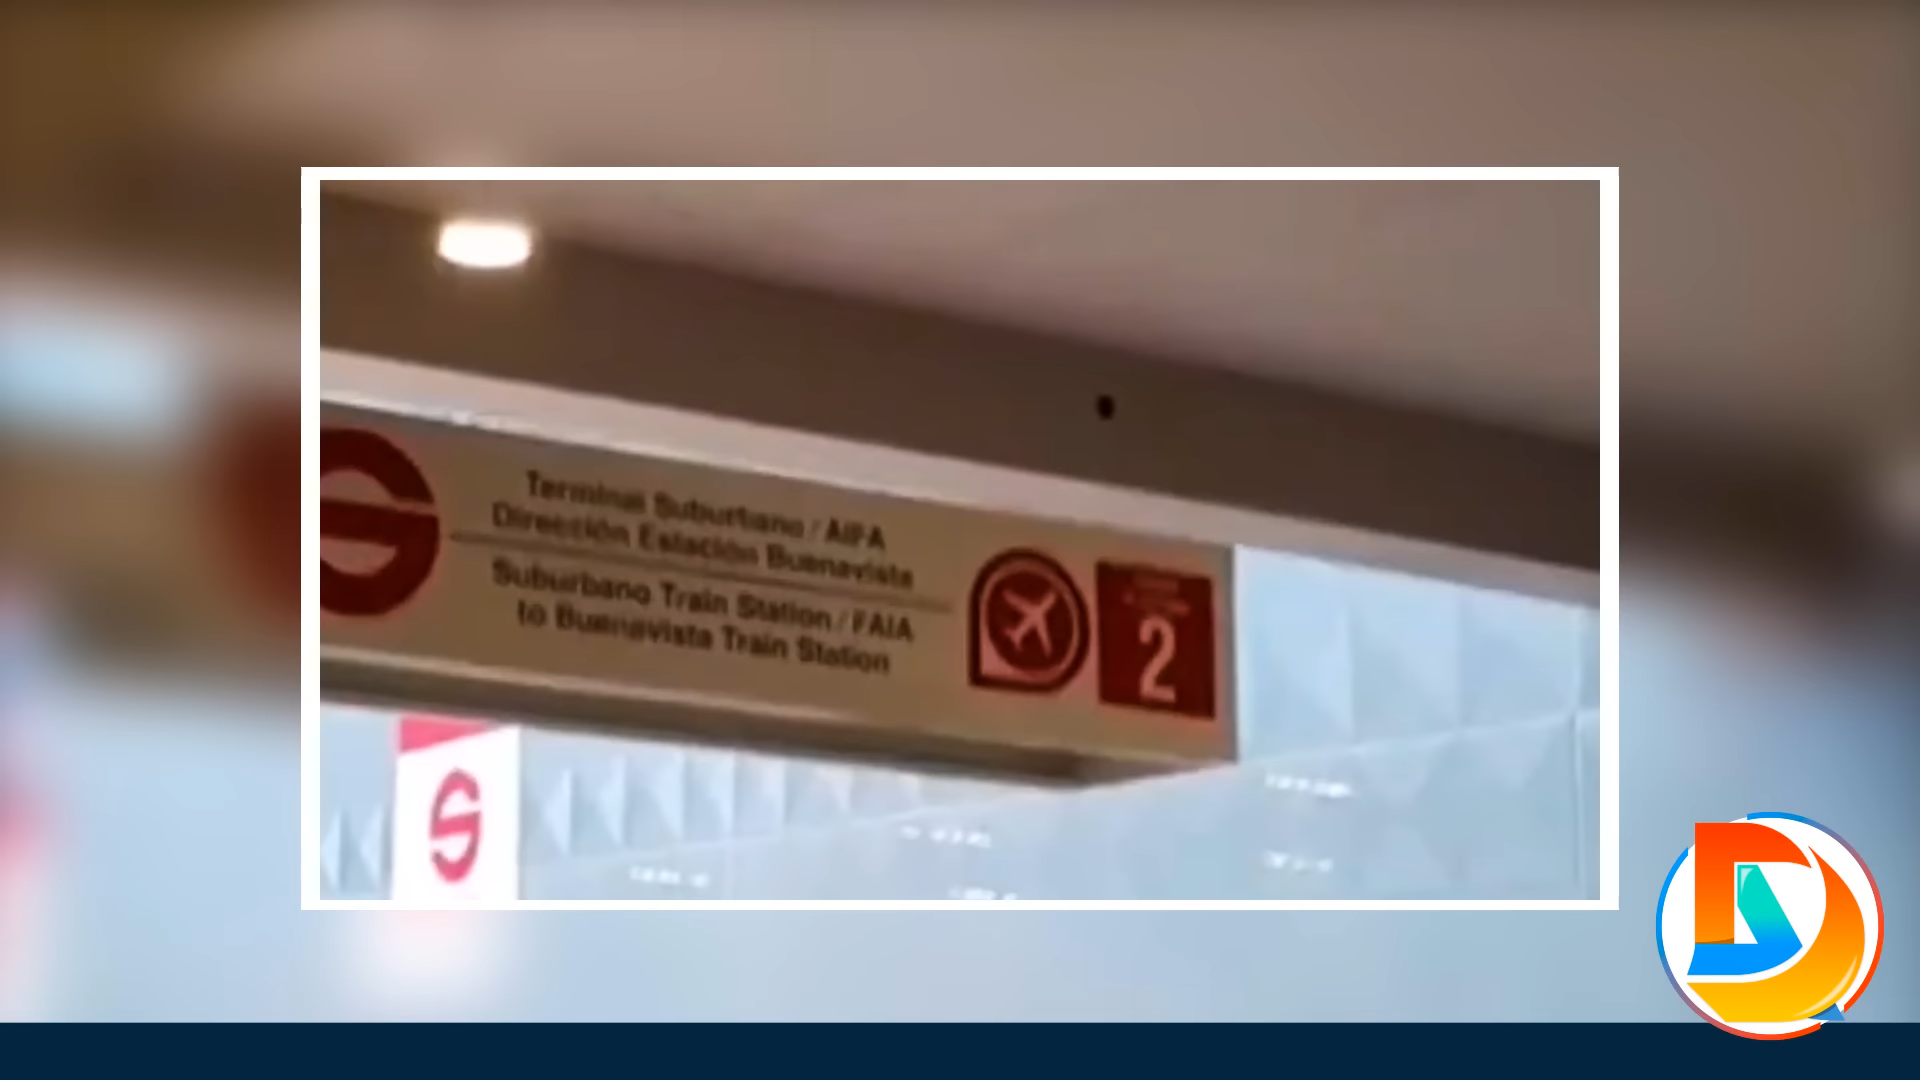 Terminal Suburbano / AIFA
Dirección Estación Buenavista
Suburbano Train Station / FAIA
to Buenavista Train Station
2